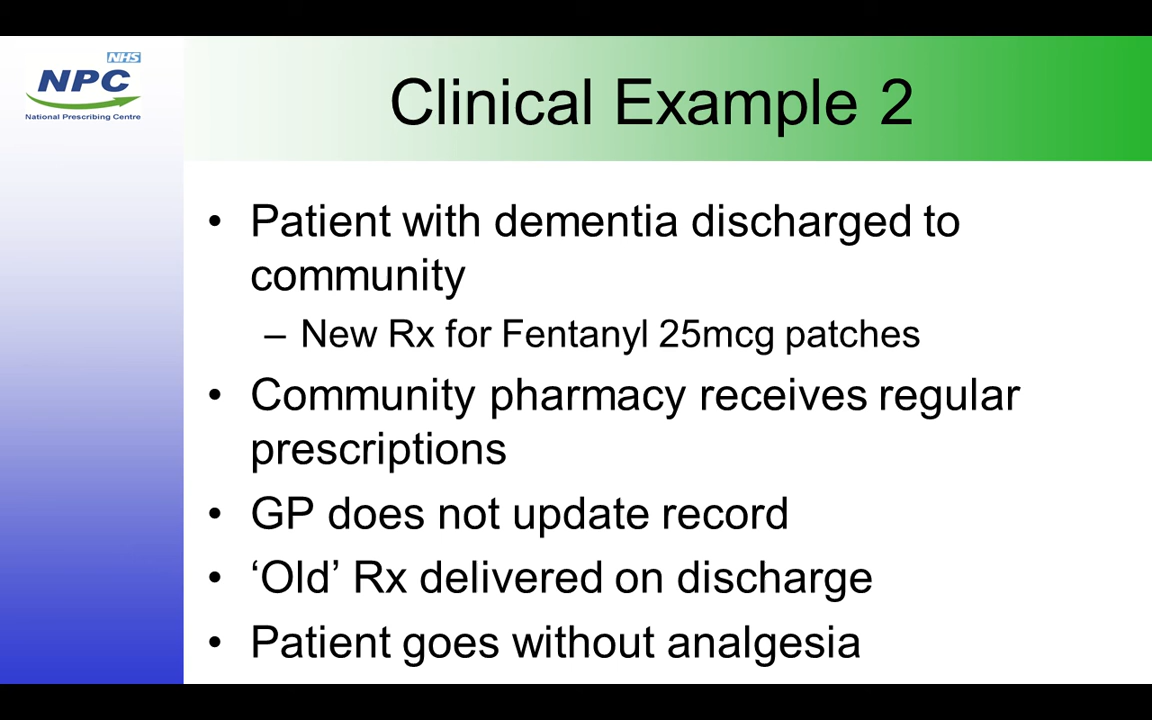 NHS
NPC
National Prescribing Centre
Clinical Example 2
• Patient with dementia discharged to
community
– New Rx for Fentanyl 25mcg patches
• Community pharmacy receives regular
prescriptions
• GP does not update record
• ‘Old’ Rx delivered on discharge
• Patient goes without analgesia